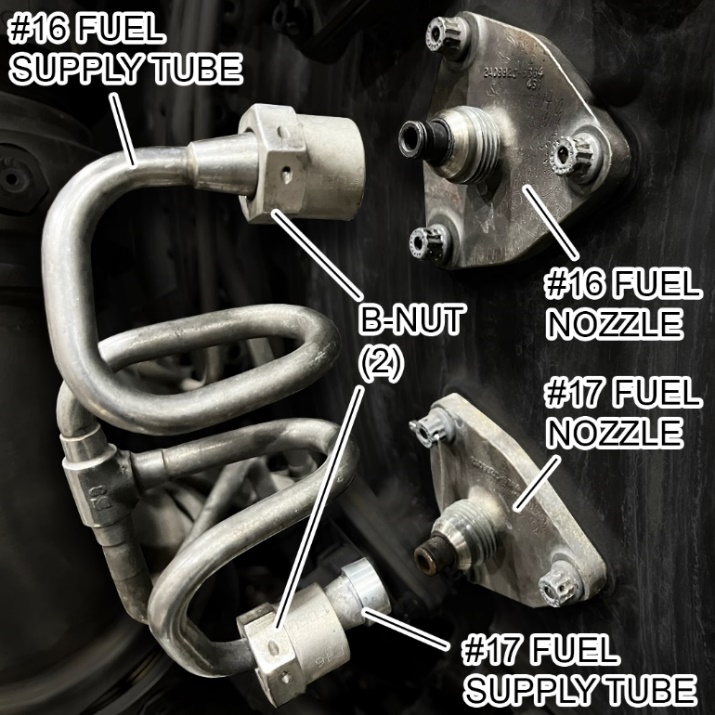 #16 FUEL
SUPPLY TUBE
#16 FUEL
NOZZLE
B-NUT
(2)
#17 FUEL
NOZZLE
#17 FUEL
SUPPLY TUBE